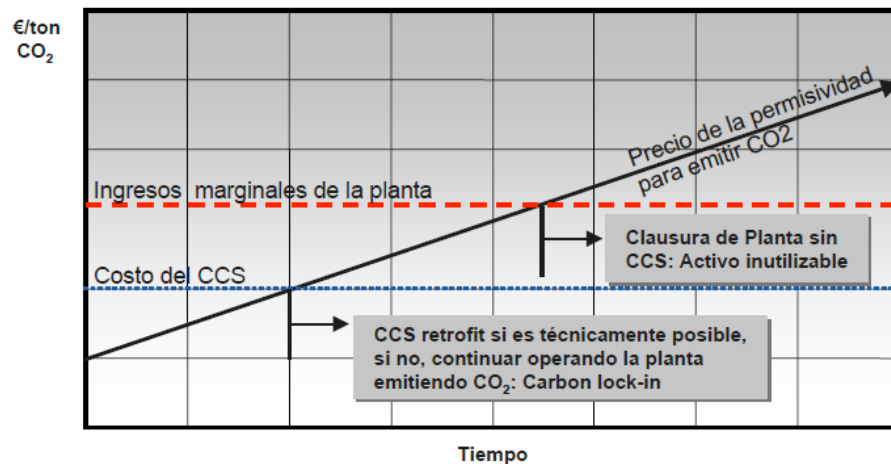 €/ton
CO₂
Precio de la permisividad
para emitir CO2
Ingresos marginales de la planta
Clausura de Planta sin
CCS: Activo inutilizable
Costo del CCS
CCS retrofit si es técnicamente posible,
si no, continuar operando la planta
emitiendo CO₂: Carbon lock-in
Tiempo